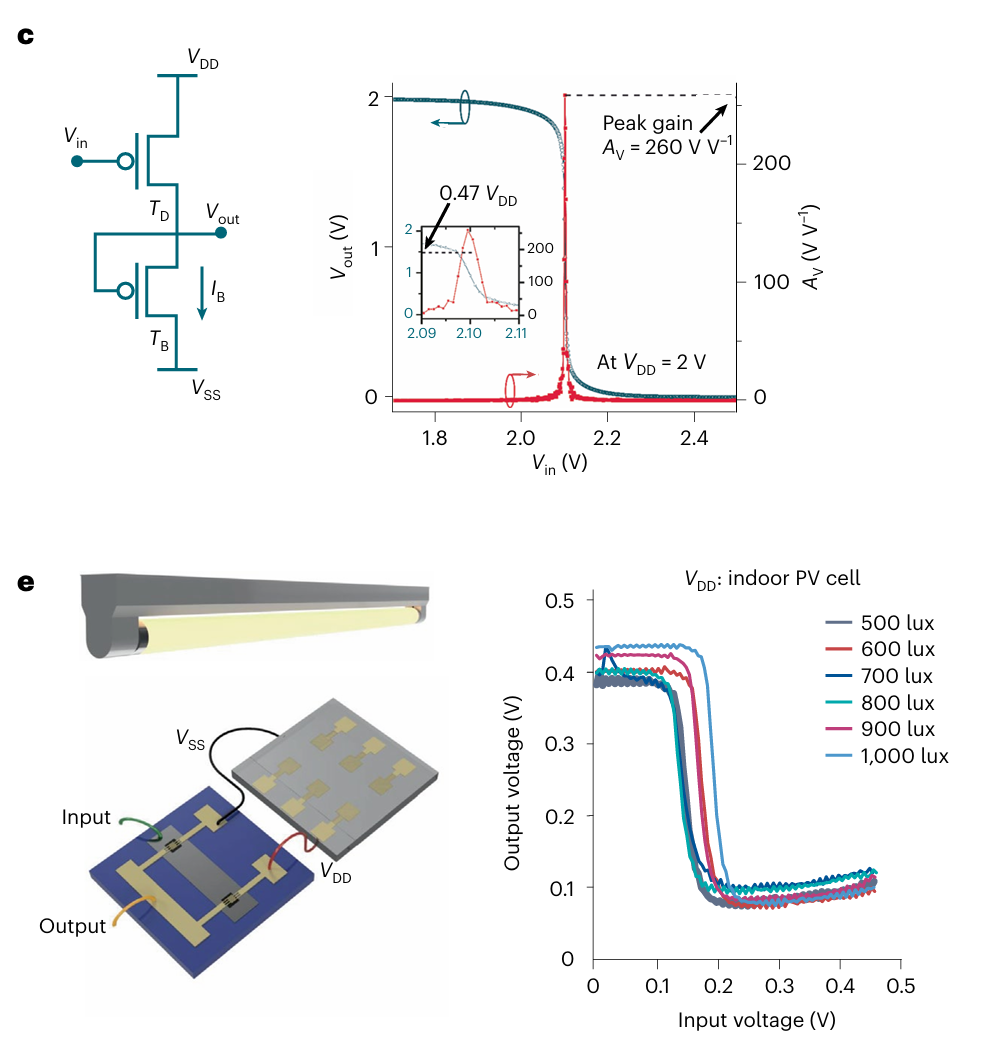 c
V_DD
V_in
T_D
V_out
I_B
T_B
V_SS
2
1
0
V_out (V)
1.8
2.0
2.2
2.4
V_in (V)
200
100
0
A_V (V V⁻¹)
Peak gain
A_V = 260 V V⁻¹
0.47 V_DD
2
1
0
200
100
0
2.09
2.10
2.11
At V_DD = 2 V
e
V_SS
Input
V_DD
Output
V_DD: indoor PV cell
0.5
0.4
0.3
0.2
0.1
0
Output voltage (V)
500 lux
600 lux
700 lux
800 lux
900 lux
1,000 lux
0
0.1
0.2
0.3
0.4
0.5
Input voltage (V)